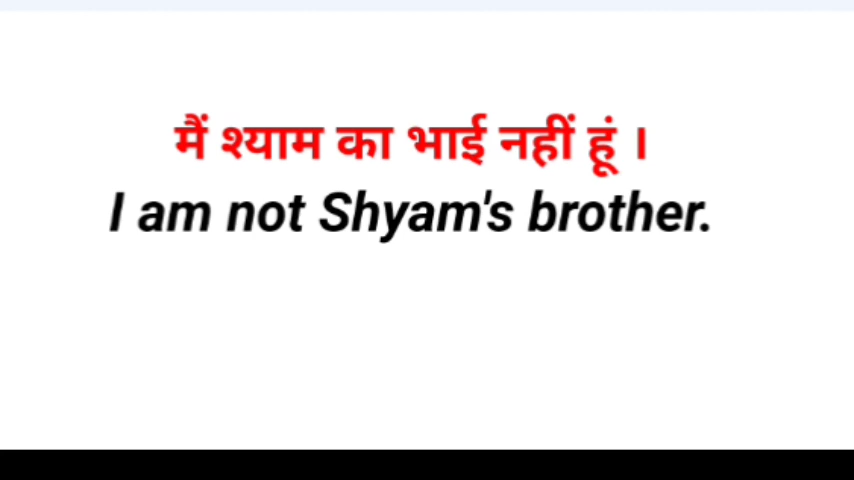 मैं श्याम का भाई नहीं हूं ।
I am not Shyam's brother.